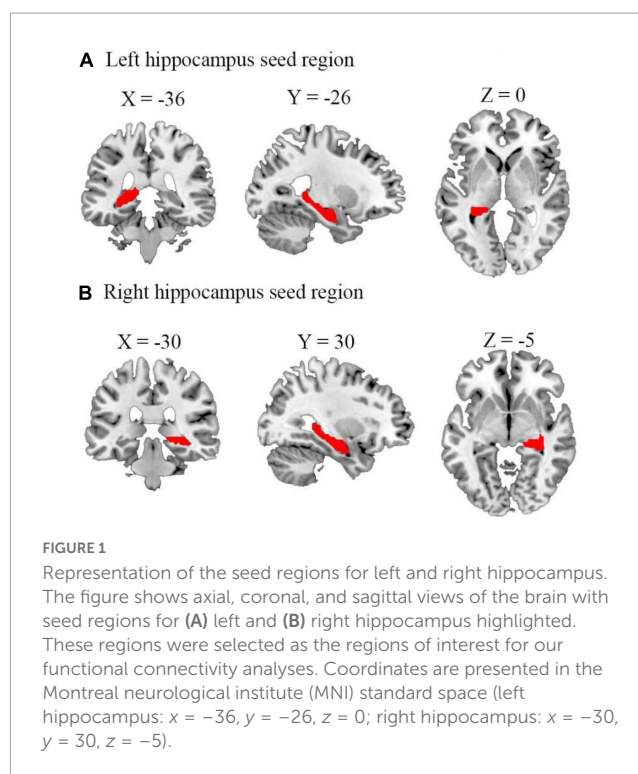 A Left hippocampus seed region
X = -36 Y = -26 Z = 0
B Right hippocampus seed region
X = -30 Y = 30 Z = -5
FIGURE 1
Representation of the seed regions for left and right hippocampus.
The figure shows axial, coronal, and sagittal views of the brain with
seed regions for (A) left and (B) right hippocampus highlighted.
These regions were selected as the regions of interest for our
functional connectivity analyses. Coordinates are presented in the
Montreal neurological institute (MNI) standard space (left
hippocampus: x = −36, y = −26, z = 0; right hippocampus: x = −30,
y = 30, z = −5).